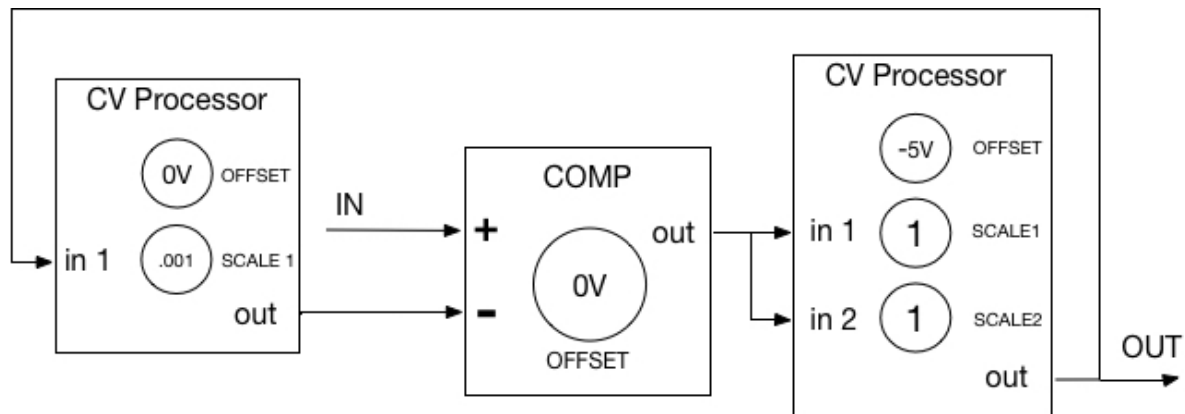 CV Processor
0V OFFSET
in 1 .001 SCALE 1
out
IN
COMP
+ out
0V
-
OFFSET
CV Processor
-5V OFFSET
in 1 1 SCALE1
in 2 1 SCALE2
out
OUT